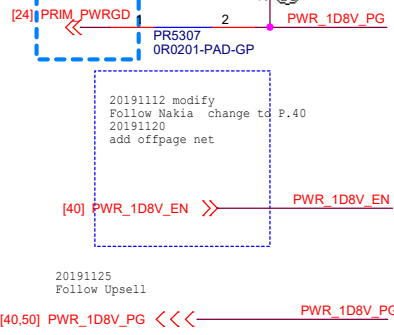 [24] PRIM_PWRGD 1 2 PWR_1D8V_PG
PR5307
0R0201-PAD-GP
20191112 modify
Follow Nakia change to P.40
20191120
add offpage net
[40] PWR_1D8V_EN PWR_1D8V_EN
20191125
Follow Upsell
[40,50] PWR_1D8V_PG PWR_1D8V_PG